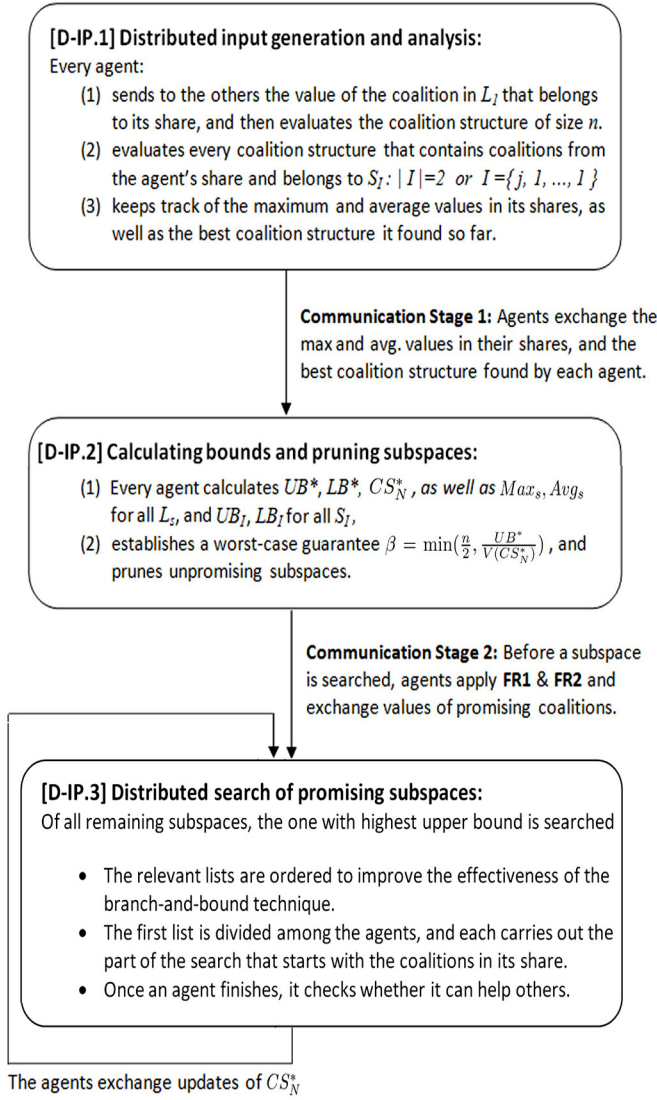 [D-IP.1] Distributed input generation and analysis:
Every agent:
(1) sends to the others the value of the coalition in L₁ that belongs
to its share, and then evaluates the coalition structure of size n.
(2) evaluates every coalition structure that contains coalitions from
the agent's share and belongs to S_I : | I |=2 or I ={j, 1, ..., 1 }
(3) keeps track of the maximum and average values in its shares, as
well as the best coalition structure it found so far.
Communication Stage 1: Agents exchange the
max and avg. values in their shares, and the
best coalition structure found by each agent.
[D-IP.2] Calculating bounds and pruning subspaces:
(1) Every agent calculates UB*, LB*, CS*_N , as well as Max_s, Avg_s
for all L_s, and UB_I, LB_I for all S_I,
(2) establishes a worst-case guarantee β = min(n/2, UB*/V(CS*_N)) , and
prunes unpromising subspaces.
Communication Stage 2: Before a subspace
is searched, agents apply FR1 & FR2 and
exchange values of promising coalitions.
[D-IP.3] Distributed search of promising subspaces:
Of all remaining subspaces, the one with highest upper bound is searched
• The relevant lists are ordered to improve the effectiveness of the
branch-and-bound technique.
• The first list is divided among the agents, and each carries out the
part of the search that starts with the coalitions in its share.
• Once an agent finishes, it checks whether it can help others.
The agents exchange updates of CS*_N